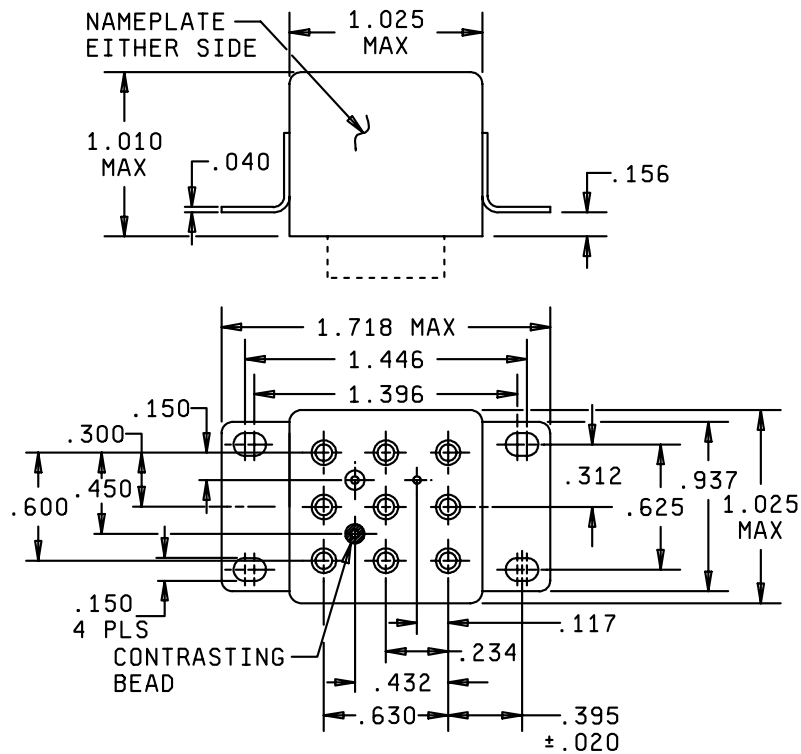 NAMEPLATE
EITHER SIDE
1.025
MAX
1.010
MAX
.040
.156
1.718 MAX
1.446
1.396
.150
.300
.450
.600
.312
.937
.625
1.025
MAX
.150
4 PLS
.117
CONTRASTING
BEAD
.234
.432
.630
.395
±.020